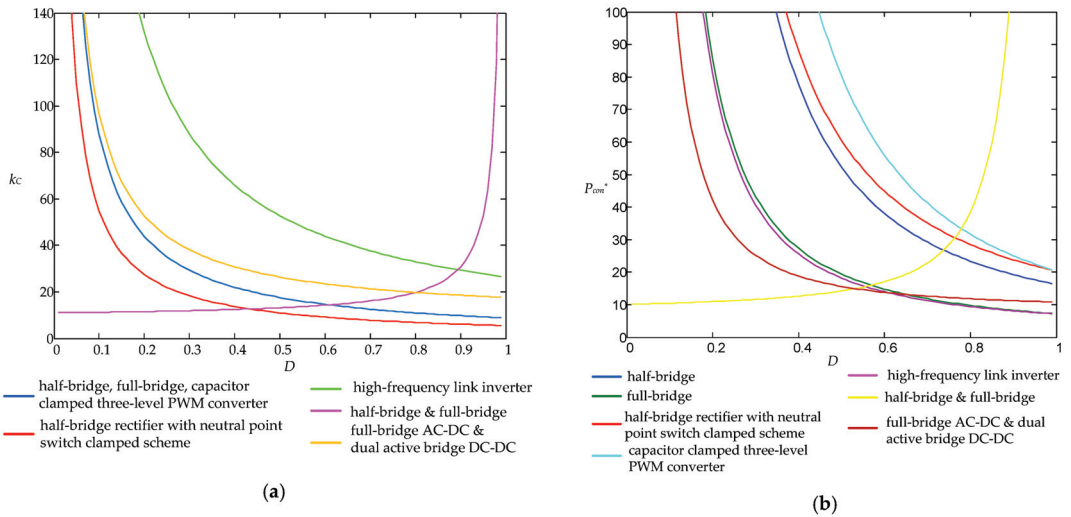 140
120
100
80
60
40
20
0
kC
0
0.1
0.2
0.3
0.4
0.5
0.6
0.7
0.8
0.9
1
D
half-bridge, full-bridge, capacitor
clamped three-level PWM converter
half-bridge rectifier with neutral point
switch clamped scheme
high-frequency link inverter
half-bridge & full-bridge
full-bridge AC-DC &
dual active bridge DC-DC
(a)
100
90
80
70
60
50
40
30
20
10
0
Pcon*
0
0.2
0.4
0.6
0.8
1
D
half-bridge
full-bridge
half-bridge rectifier with neutral
point switch clamped scheme
capacitor clamped three-level
PWM converter
high-frequency link inverter
half-bridge & full-bridge
full-bridge AC-DC & dual
active bridge DC-DC
(b)